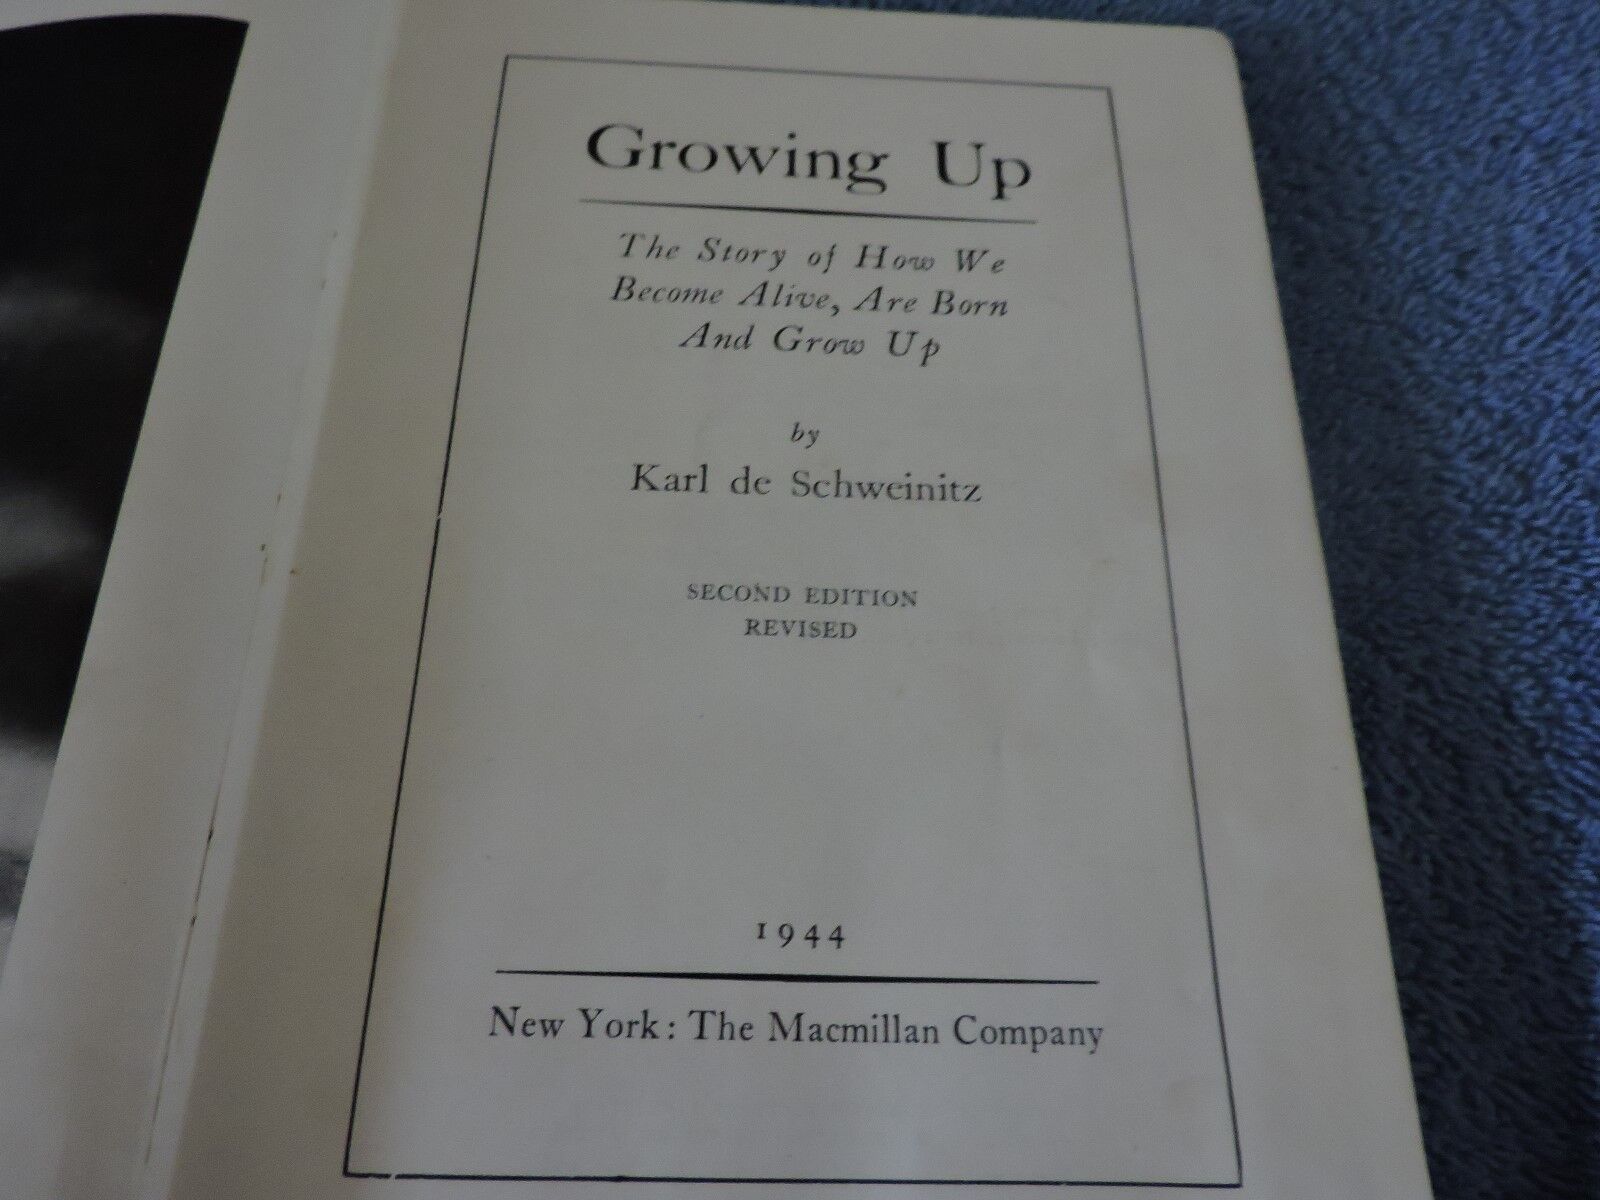 Growing Up
The Story of How We
Become Alive, Are Born
And Grow Up
by
Karl de Schweinitz
SECOND EDITION
REVISED
1944
New York: The Macmillan Company